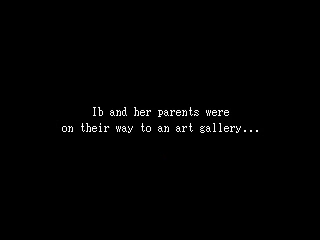 Ib and her parents were
on their way to an art gallery...